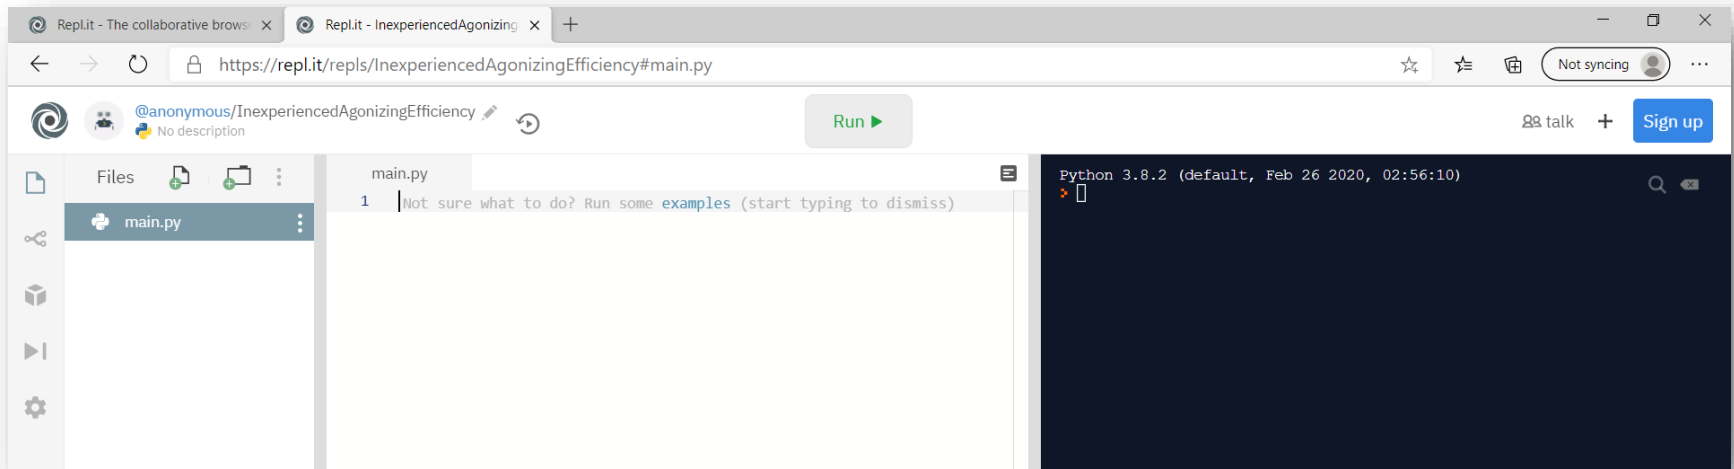 Repl.it - The collaborative brows
Repl.it - InexperiencedAgonizing
https://repl.it/repls/InexperiencedAgonizingEfficiency#main.py
Not syncing
@anonymous/InexperiencedAgonizingEfficiency
No description
Run
talk
Sign up
Files
main.py
main.py
1 Not sure what to do? Run some examples (start typing to dismiss)
Python 3.8.2 (default, Feb 26 2020, 02:56:10)
>